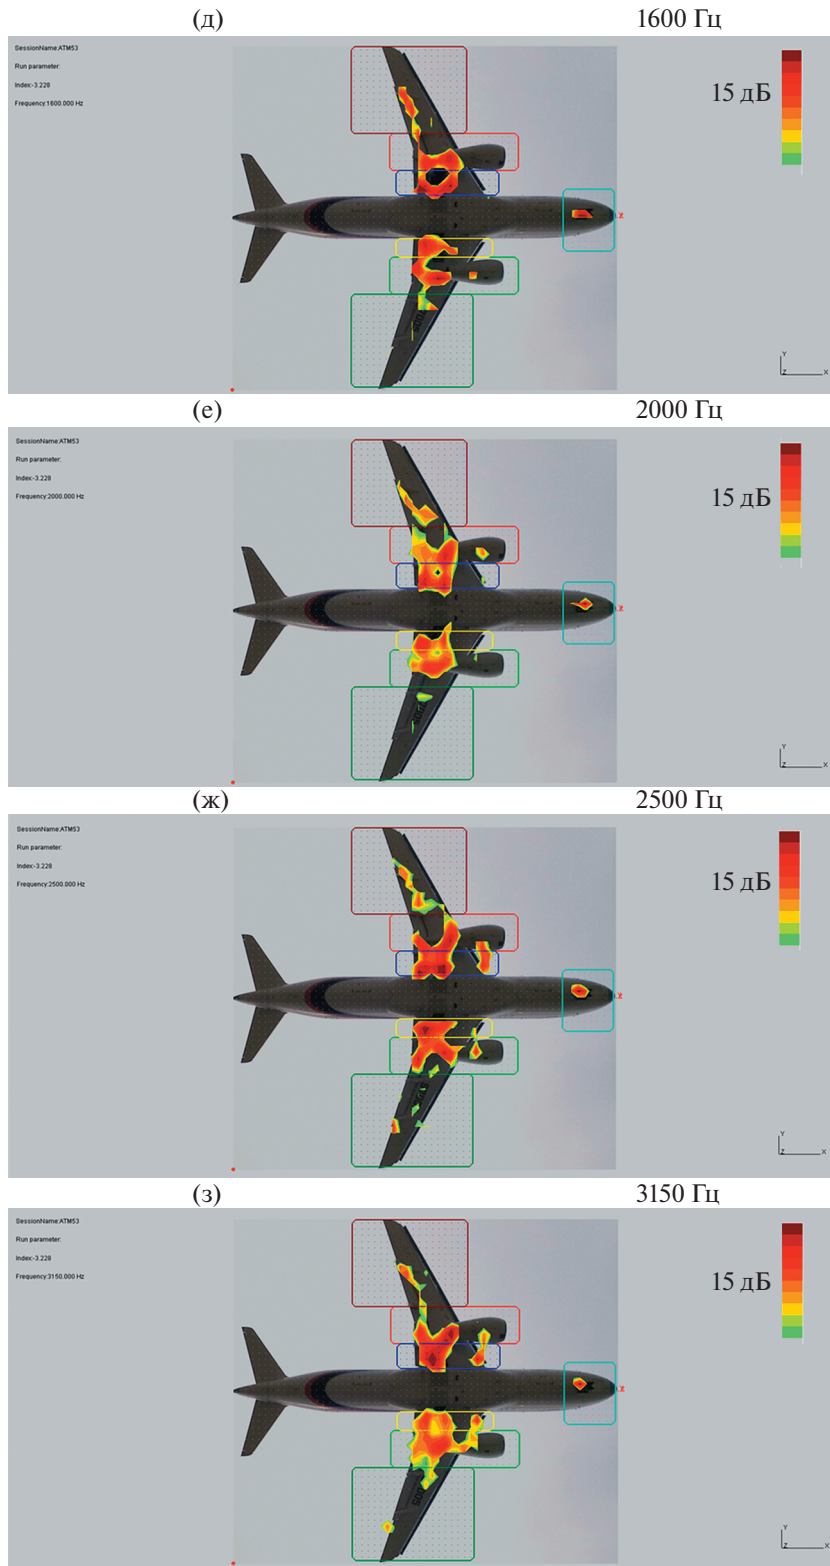 (д) 1600 Гц
SessionName:ATM53
Run parameter:
Index:-3.228
Frequency:1600.000 Hz
15 дБ
X
Y
Z X
(е) 2000 Гц
SessionName:ATM53
Run parameter:
Index:-3.228
Frequency:2000.000 Hz
15 дБ
X
Y
Z X
(ж) 2500 Гц
SessionName:ATM53
Run parameter:
Index:-3.228
Frequency:2500.000 Hz
15 дБ
X
Y
Z X
(з) 3150 Гц
SessionName:ATM53
Run parameter:
Index:-3.228
Frequency:3150.000 Hz
15 дБ
X
Y
Z X